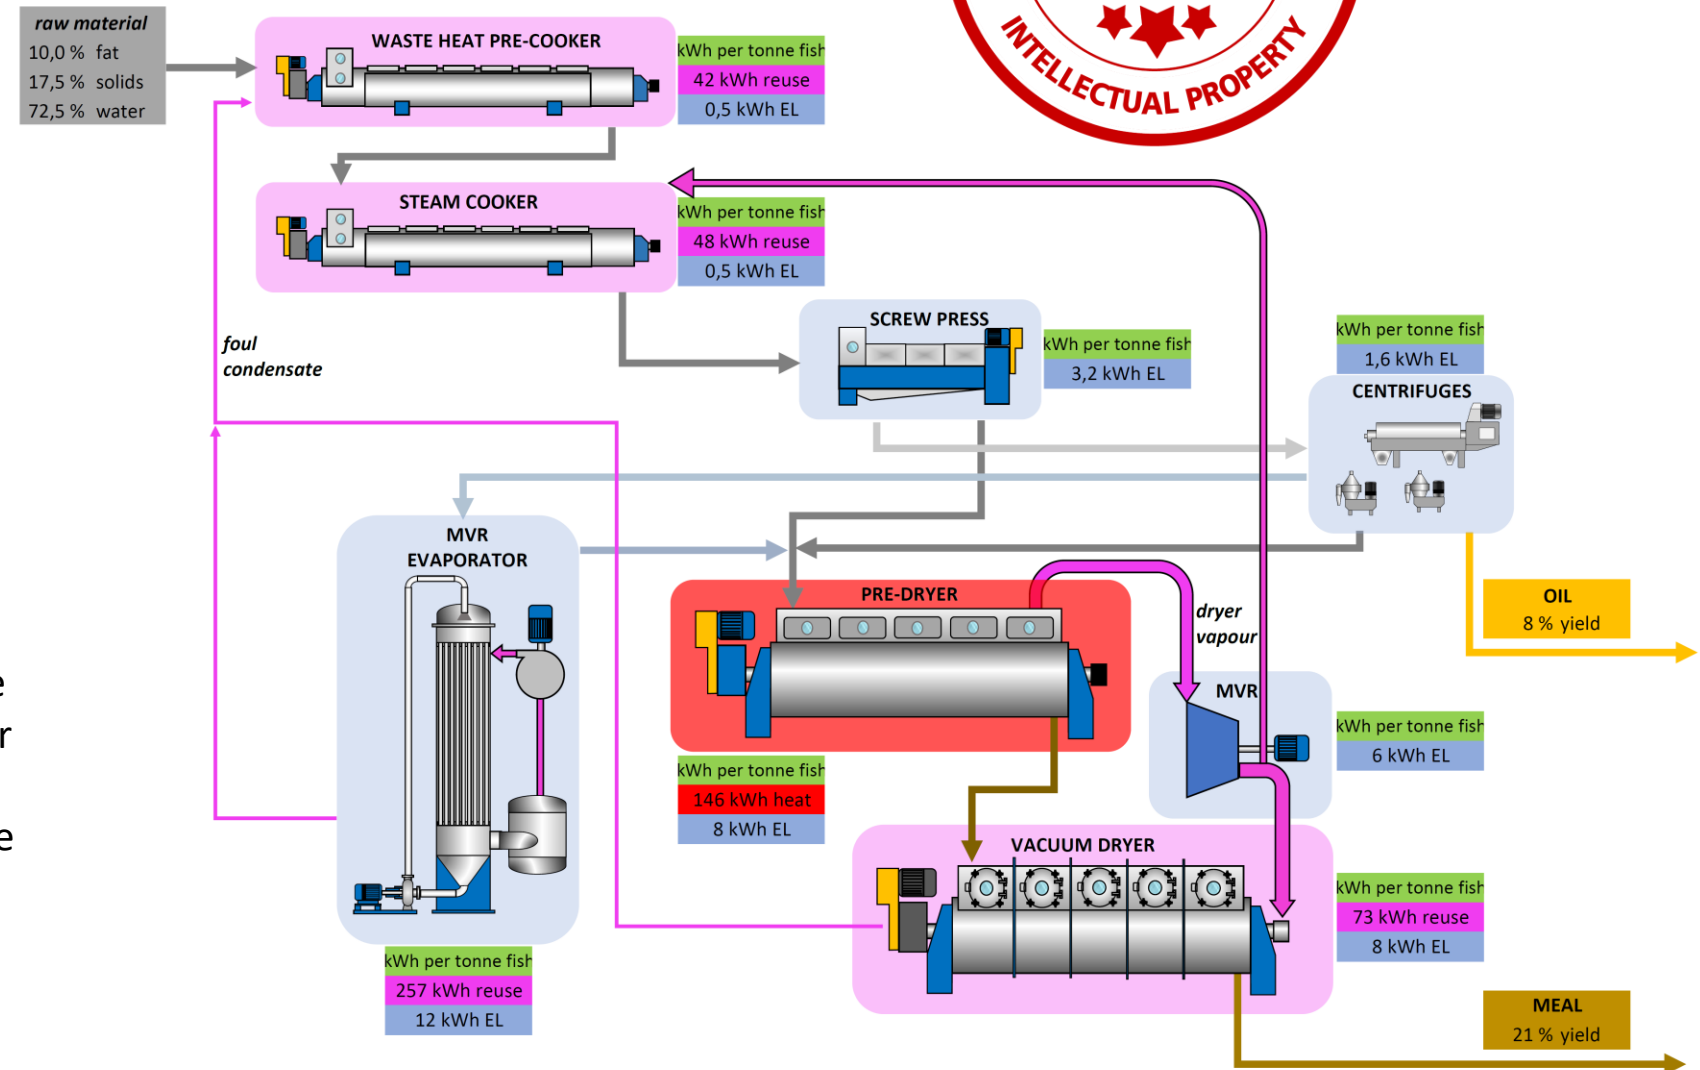 raw material
10,0 % fat
17,5 % solids
72,5 % water
WASTE HEAT PRE-COOKER
kWh per tonne fish
42 kWh reuse
0,5 kWh EL
INTELLECTUAL PROPERTY
STEAM COOKER
kWh per tonne fish
48 kWh reuse
0,5 kWh EL
foul
condensate
SCREW PRESS
kWh per tonne fish
3,2 kWh EL
kWh per tonne fish
1,6 kWh EL
CENTRIFUGES
MVR
EVAPORATOR
kWh per tonne fish
257 kWh reuse
12 kWh EL
PRE-DRYER
kWh per tonne fish
146 kWh heat
8 kWh EL
dryer
vapour
MVR
kWh per tonne fish
6 kWh EL
OIL
8 % yield
VACUUM DRYER
kWh per tonne fish
73 kWh reuse
8 kWh EL
MEAL
21 % yield
e
r
e